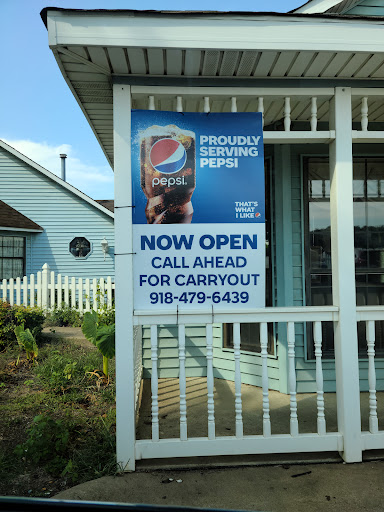 PROUDLY
SERVING
PEPSI
pepsi.
THAT'S
WHAT
I LIKE
NOW OPEN
CALL AHEAD
FOR CARRYOUT
918-479-6439